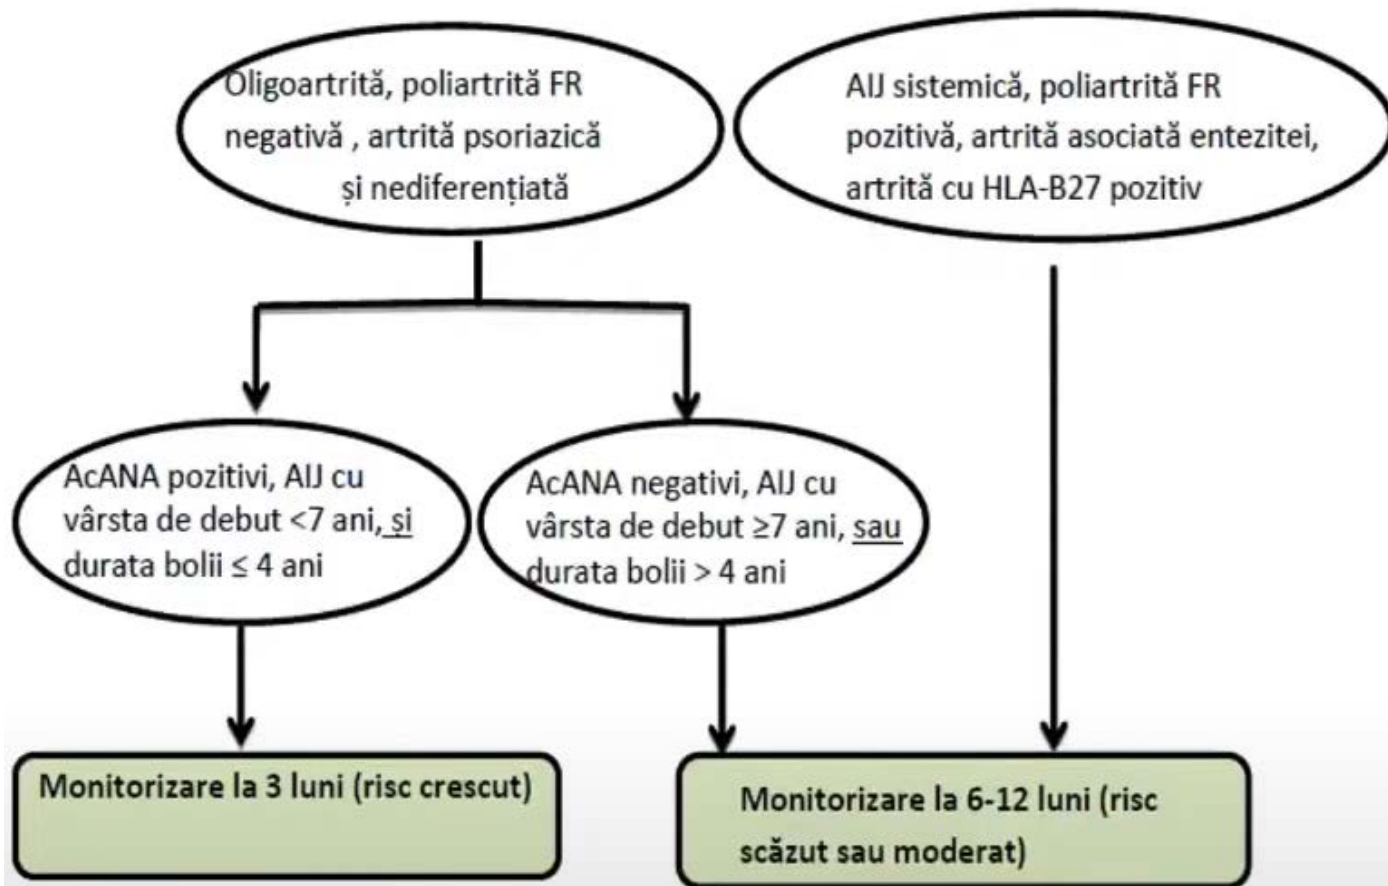 Oligoartrită, poliartrită FR
negativă , artrită psoriazică
și nediferențiată
AIJ sistemică, poliartrită FR
pozitivă, artrită asociată entezitei,
artrită cu HLA-B27 pozitiv
AcANA pozitivi, AIJ cu
vârsta de debut <7 ani, și
durata bolii ≤ 4 ani
AcANA negativi, AIJ cu
vârsta de debut ≥7 ani, sau
durata bolii > 4 ani
Monitorizare la 3 luni (risc crescut)
Monitorizare la 6-12 luni (risc
scăzut sau moderat)